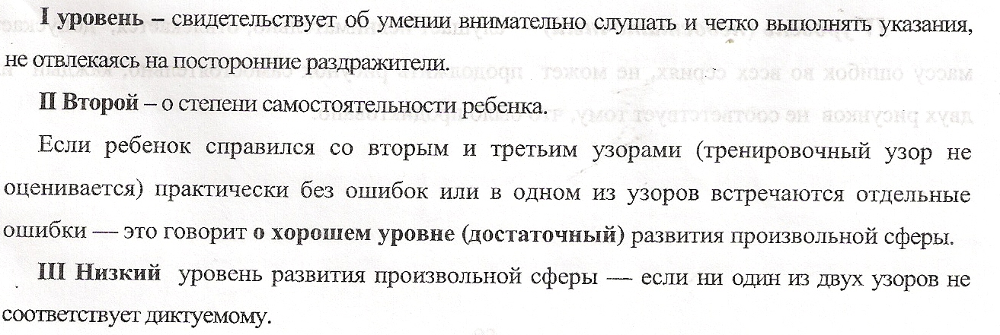 I уровень – свидетельствует об умении внимательно слушать и четко выполнять указания,
не отвлекаясь на посторонние раздражители.
II Второй – о степени самостоятельности ребенка.
Если ребенок справился со вторым и третьим узорами (тренировочный узор не
оценивается) практически без ошибок или в одном из узоров встречаются отдельные
ошибки — это говорит о хорошем уровне (достаточный) развития произвольной сферы.
III Низкий уровень развития произвольной сферы — если ни один из двух узоров не
соответствует диктуемому.